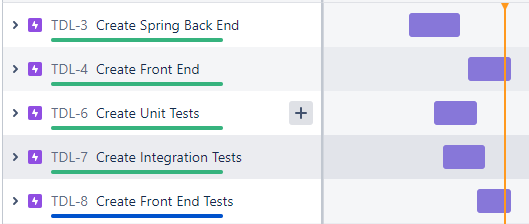 TDL-3 Create Spring Back End
TDL-4 Create Front End
TDL-6 Create Unit Tests
TDL-7 Create Integration Tests
TDL-8 Create Front End Tests